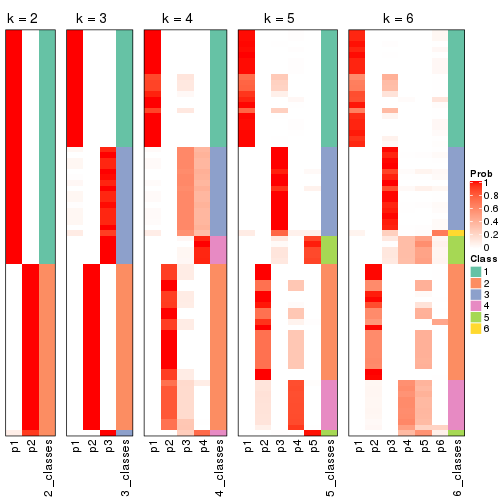 k = 2
k = 3
k = 4
k = 5
k = 6
p1
p2
2_classes
p1
p2
p3
3_classes
p1
p2
p3
p4
4_classes
p1
p2
p3
p4
p5
5_classes
p1
p2
p3
p4
p5
p6
6_classes
Prob
1
0.8
0.6
0.4
0.2
0
Class
1
2
3
4
5
6